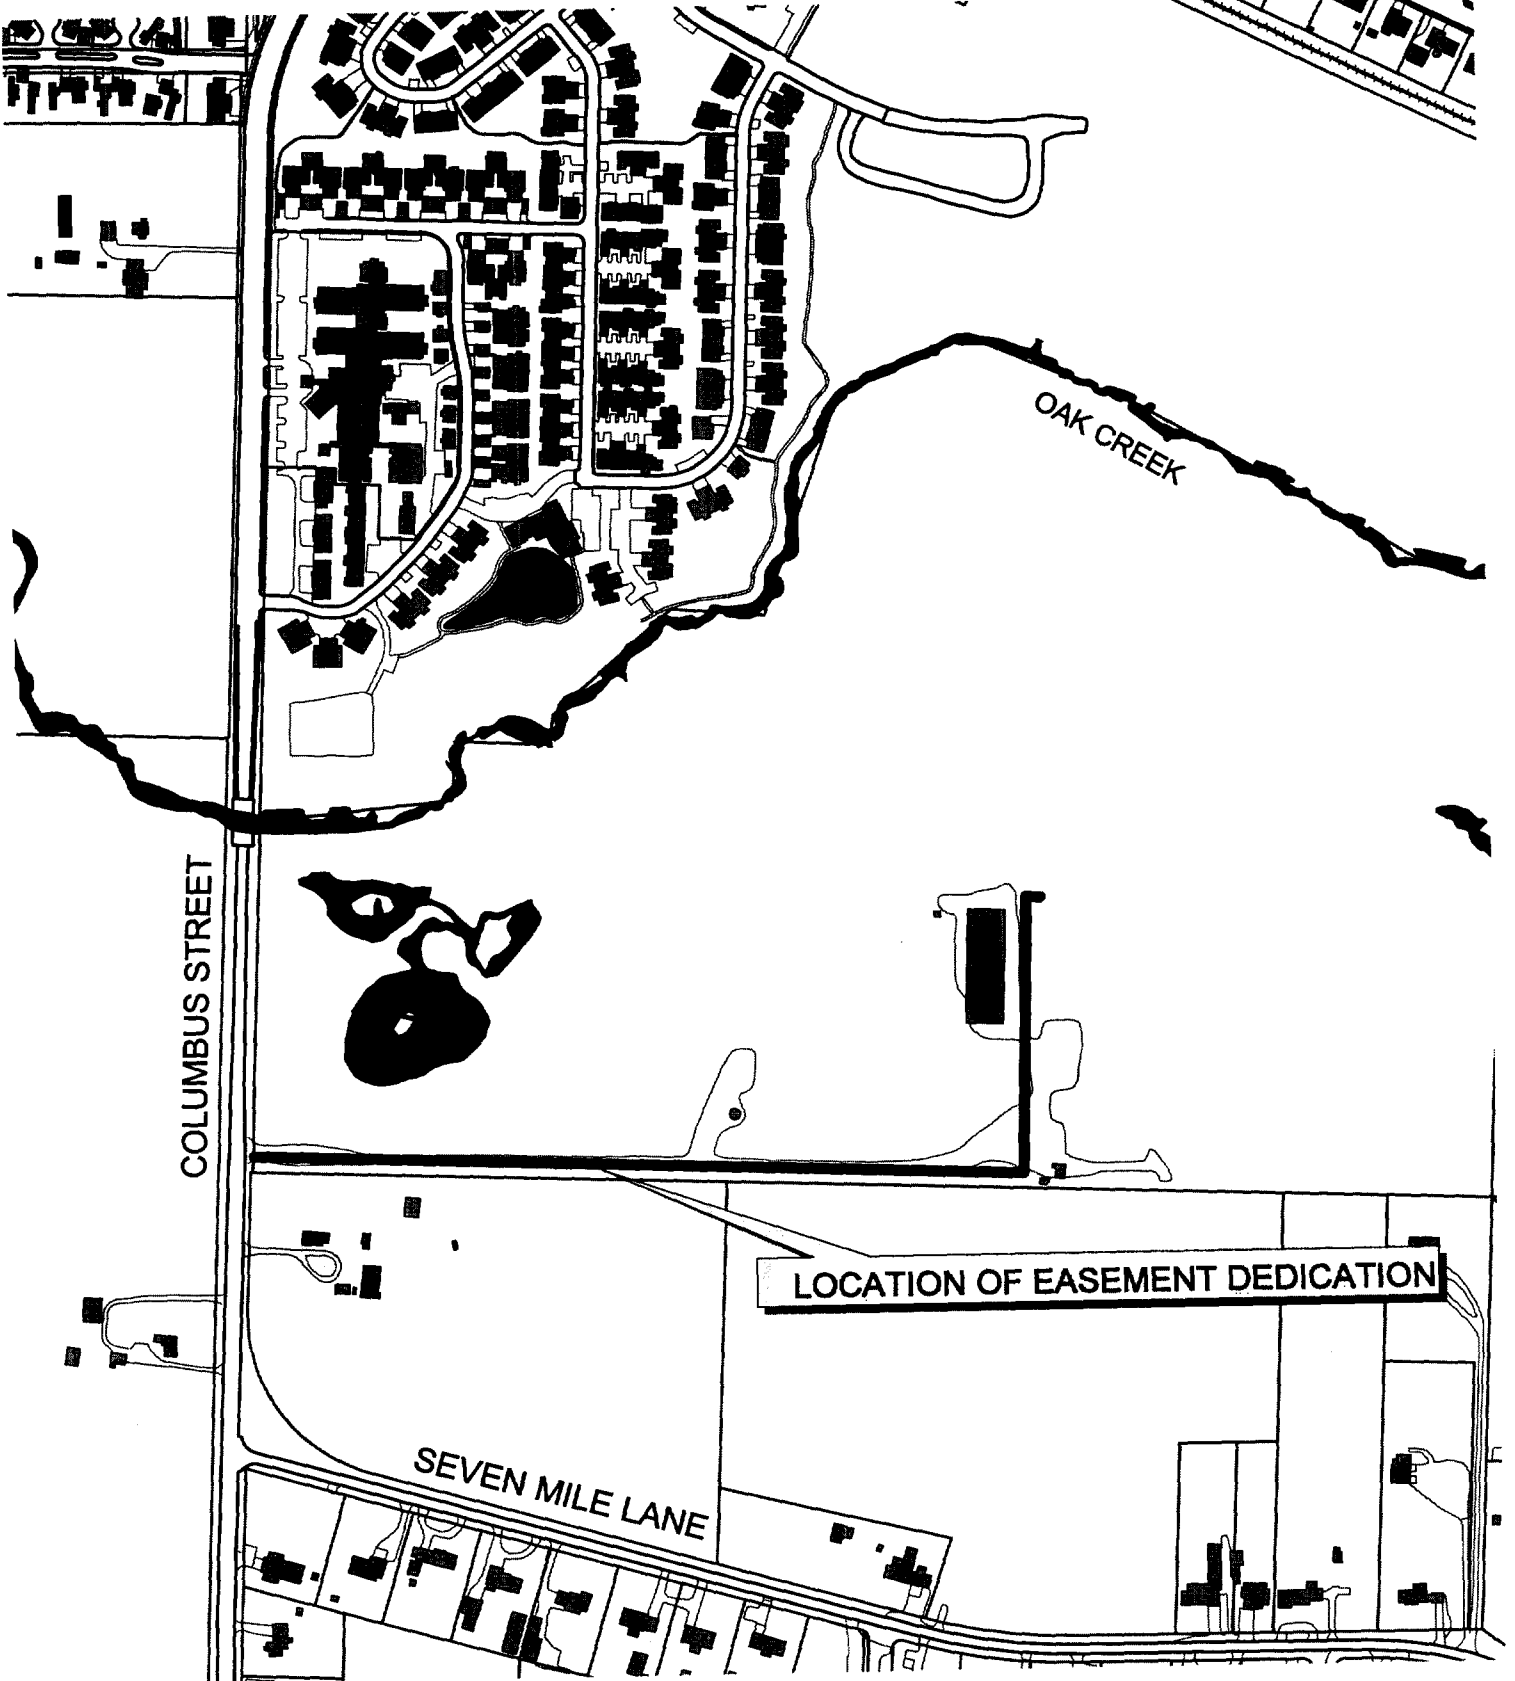 OAK CREEK
COLUMBUS STREET
LOCATION OF EASEMENT DEDICATION
SEVEN MILE LANE